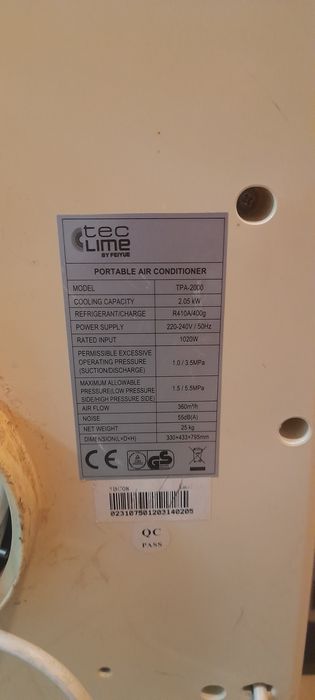 tec
LIME
BY FEIYUE
PORTABLE AIR CONDITIONER
MODEL TPA-2000
COOLING CAPACITY 2.05 kW
REFRIGERANT/CHARGE R410A/400g
POWER SUPPLY 220-240V / 50Hz
RATED INPUT 1020W
PERMISSIBLE EXCESSIVE
OPERATING PRESSURE 1.0 / 3.5MPa
(SUCTION/DISCHARGE)
MAXIMUM ALLOWABLE
PRESSURE(LOW PRESSURE 1.5 / 5.5MPa
SIDE/HIGH PRESSURE SIDE)
AIR FLOW 360m³/h
NOISE 55dB(A)
NET WEIGHT 25 kg
DIMENSION(L×D×H) 330×433×795mm
CE GS
023107501203140205
QC
PASS